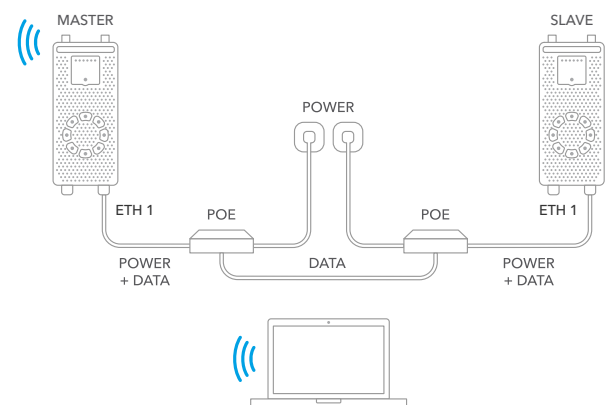 MASTER
SLAVE
POWER
ETH 1
POE
POE
ETH 1
POWER
+ DATA
DATA
POWER
+ DATA